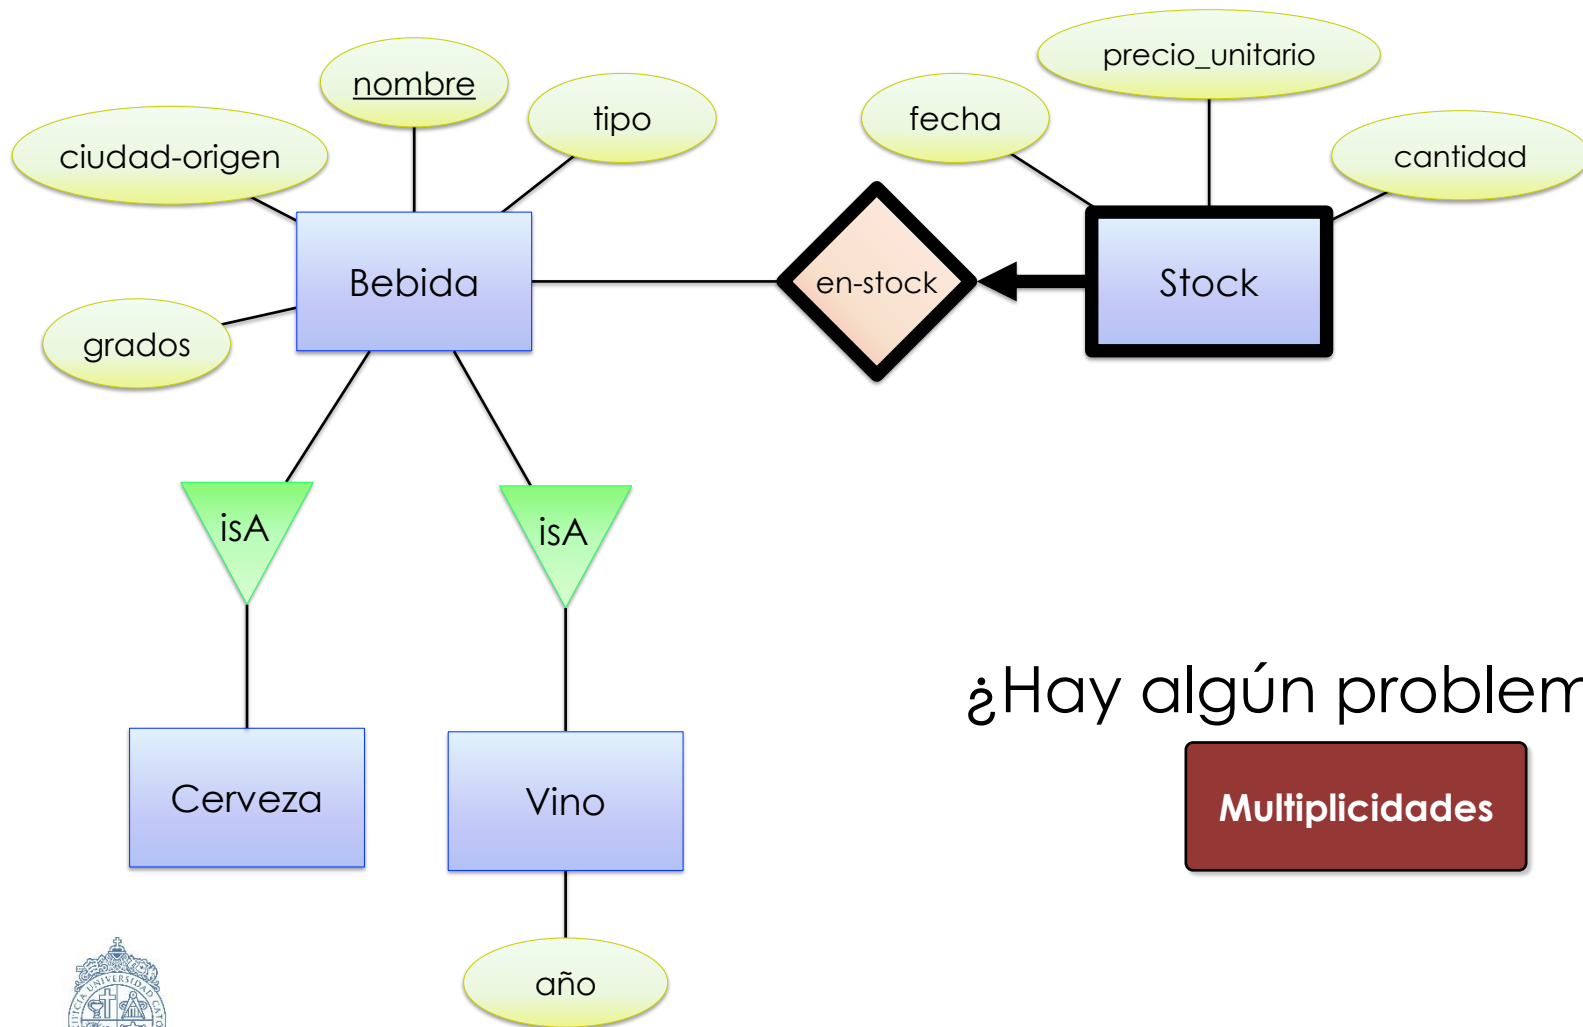 nombre
precio_unitario
tipo
fecha
ciudad-origen
cantidad
Bebida
en-stock
Stock
grados
isA
isA
¿Hay algún problem
Cerveza
Vino
Multiplicidades
año